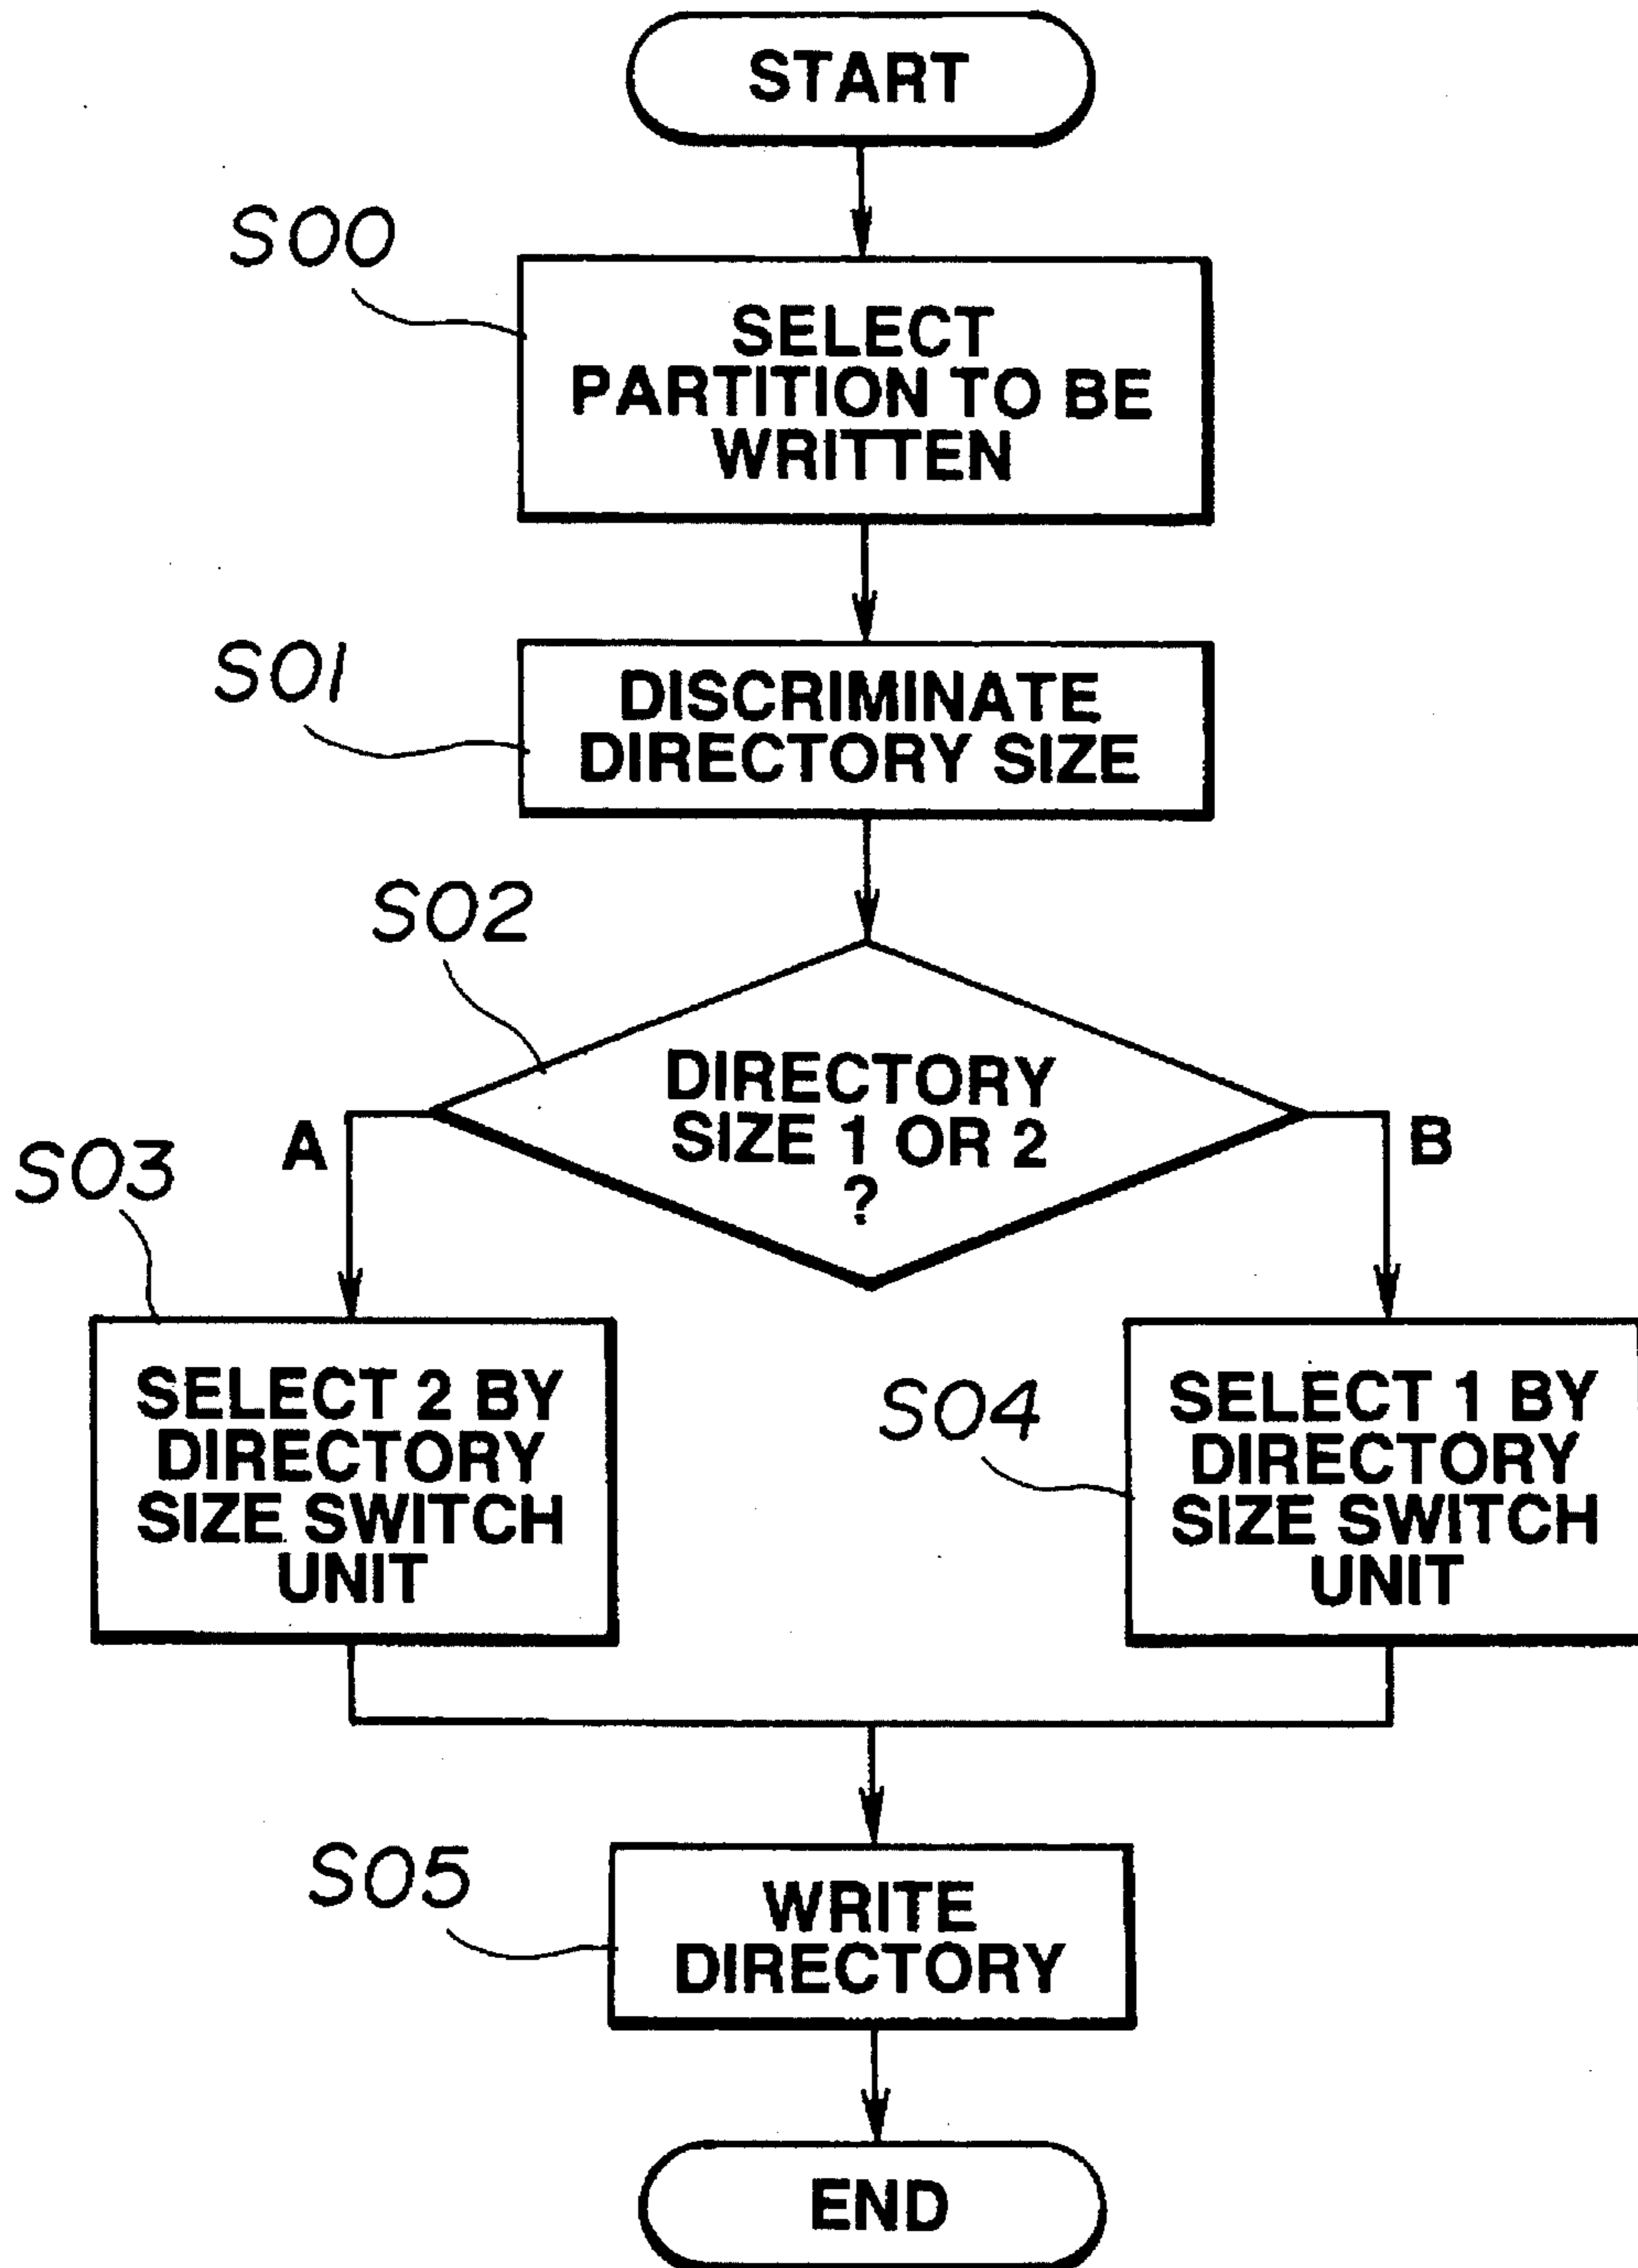 START
S00
SELECT
PARTITION TO BE
WRITTEN
S01
DISCRIMINATE
DIRECTORY SIZE
S02
DIRECTORY
SIZE 1 OR 2
?
A
B
S03
SELECT 2 BY
DIRECTORY
SIZE SWITCH
UNIT
S04
SELECT 1 BY
DIRECTORY
SIZE SWITCH
UNIT
S05
WRITE
DIRECTORY
END